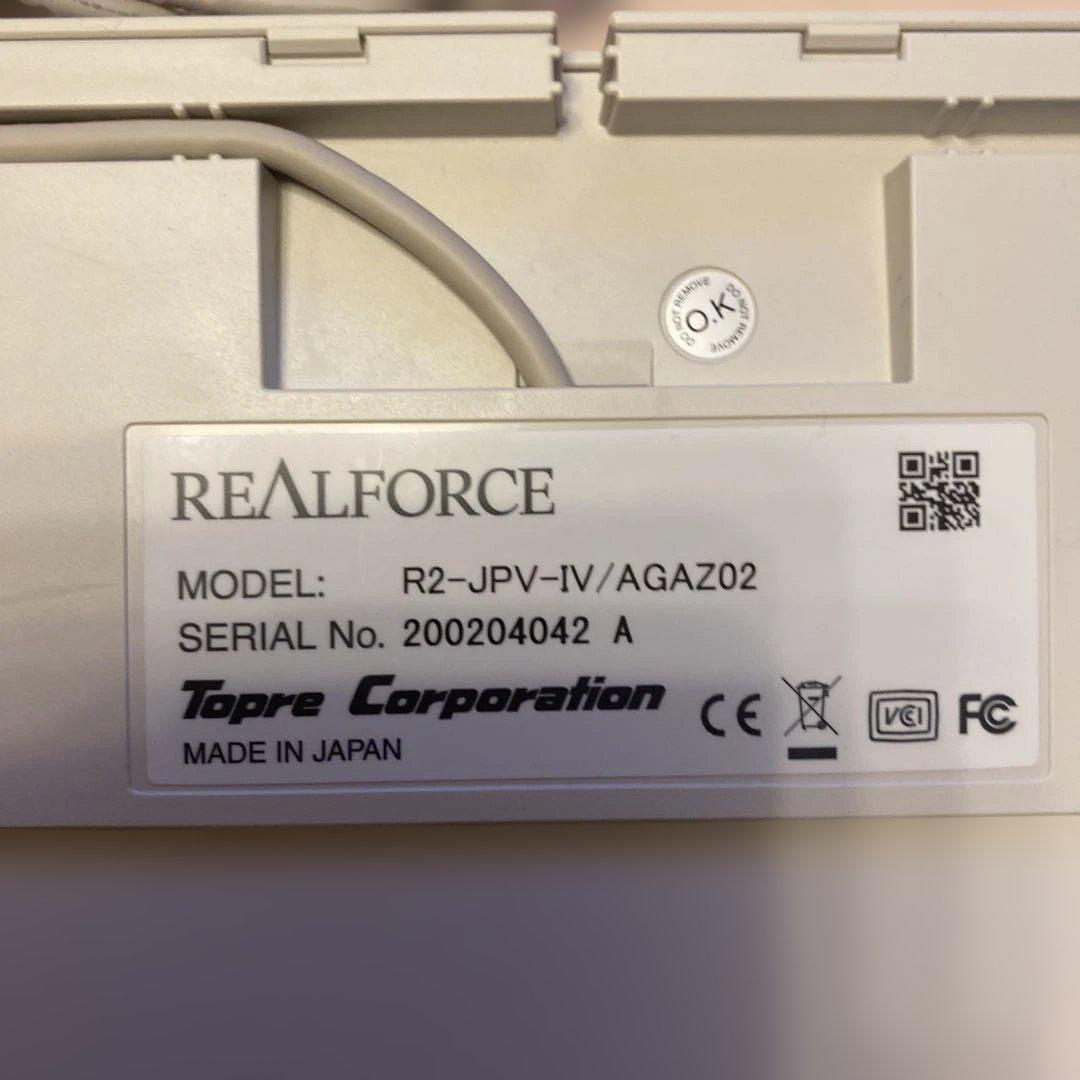 DO NOT REMOVE
O.K
DO NOT REMOVE
REALFORCE
MODEL: R2-JPV-IV/AGAZ02
SERIAL No. 200204042 A
Topre Corporation
MADE IN JAPAN
CE
VCI
FC